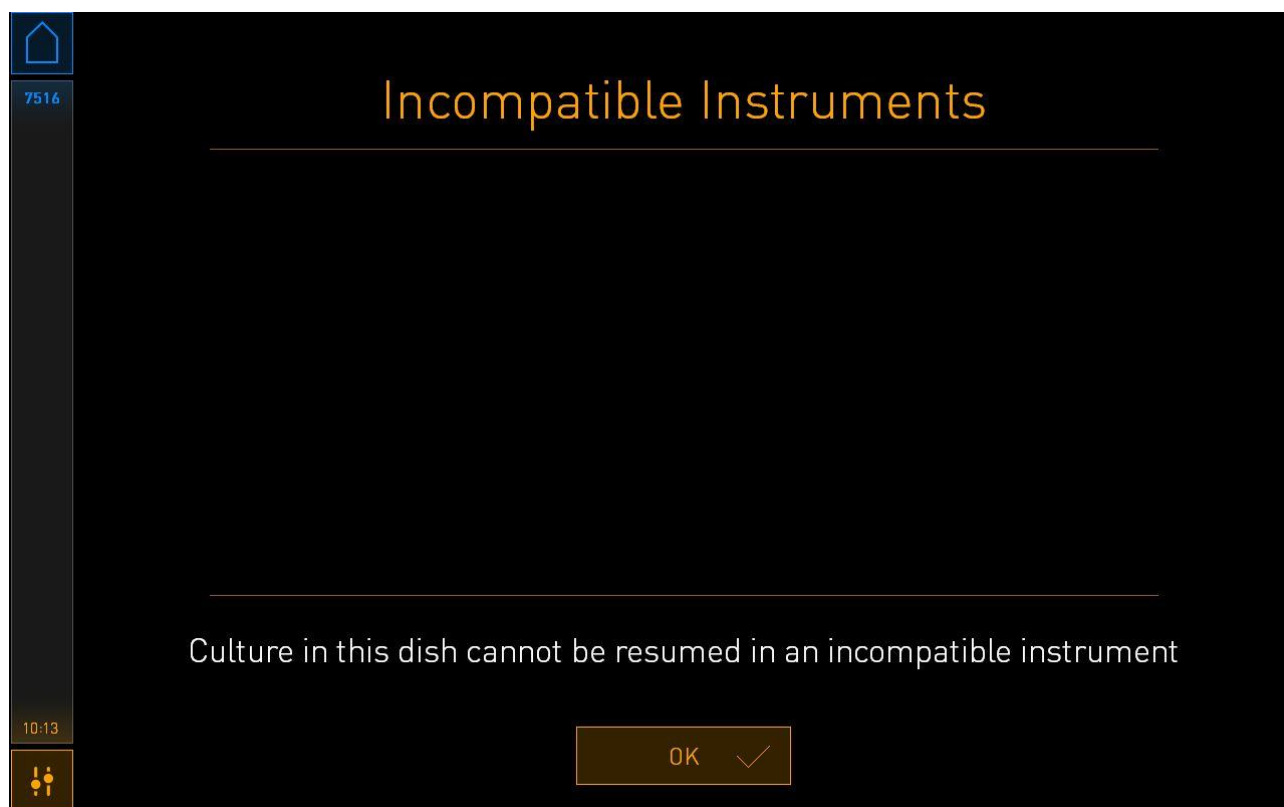 7516
Incompatible Instruments
Culture in this dish cannot be resumed in an incompatible instrument
10:13
OK